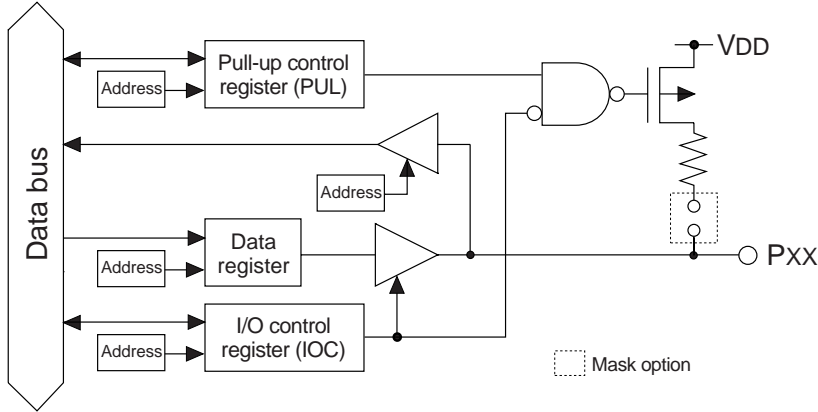 Data bus
Pull-up control
register (PUL)
Address
VDD
Address
Data
register
Address
PXX
I/O control
register (IOC)
Address
Mask option